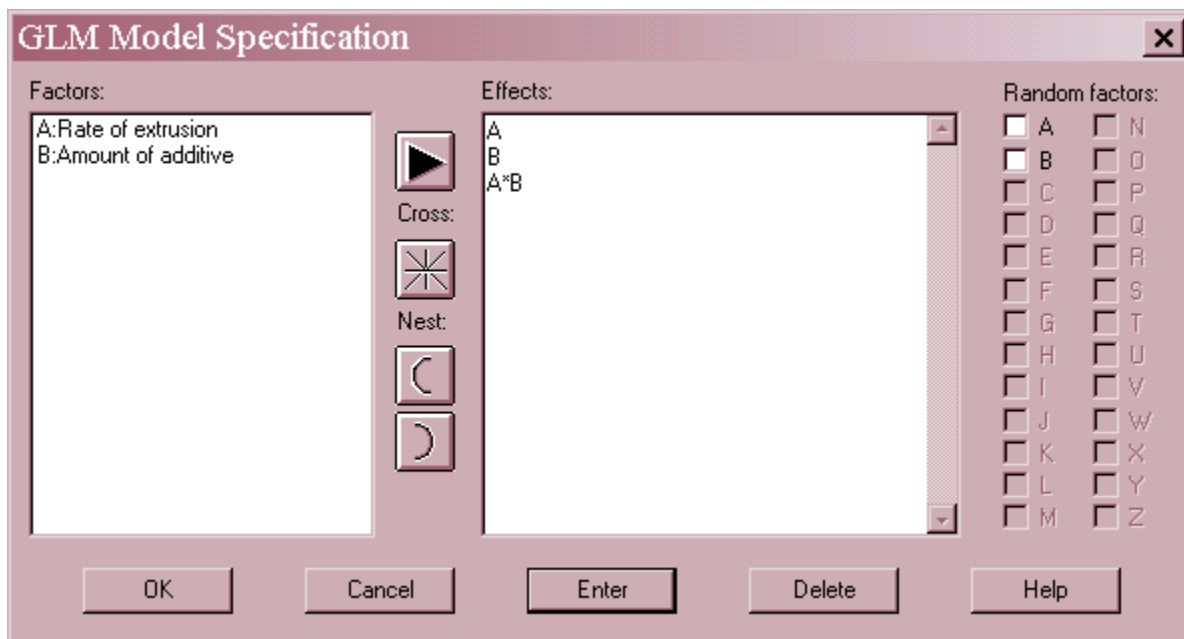 GLM Model Specification
Factors:
A:Rate of extrusion
B:Amount of additive
Cross:
Nest:
Effects:
A
B
A*B
Random factors:
A N
B O
C P
D Q
E R
F S
G T
H U
I V
J W
K X
L Y
M Z
OK Cancel Enter Delete Help